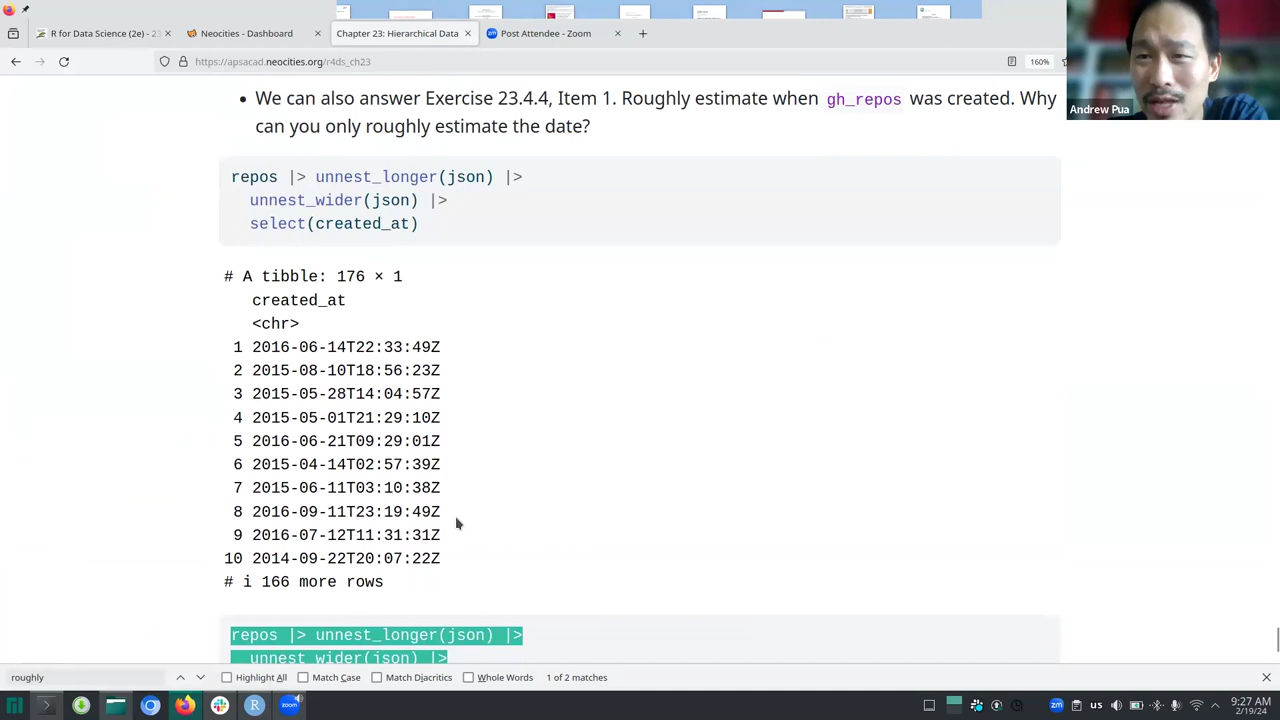 R for Data Science (2e) - 23
Neocities - Dashboard
Chapter 23: Hierarchical Data
Post Attendee - Zoom
https://apsacad.neocities.org/r4ds_ch23
160%
Andrew Pua
• We can also answer Exercise 23.4.4, Item 1. Roughly estimate when gh_repos was created. Why
can you only roughly estimate the date?
repos |> unnest_longer(json) |>
unnest_wider(json) |>
select(created_at)
# A tibble: 176 × 1
created_at
<chr>
1 2016-06-14T22:33:49Z
2 2015-08-10T18:56:23Z
3 2015-05-28T14:04:57Z
4 2015-05-01T21:29:10Z
5 2016-06-21T09:29:01Z
6 2015-04-14T02:57:39Z
7 2015-06-11T03:10:38Z
8 2016-09-11T23:19:49Z
9 2016-07-12T11:31:31Z
10 2014-09-22T20:07:22Z
# i 166 more rows
repos |> unnest_longer(json) |>
unnest_wider(json) |>
roughly
Highlight All
Match Case
Match Diacritics
Whole Words
1 of 2 matches
zm
us
9:27 AM
2/19/24